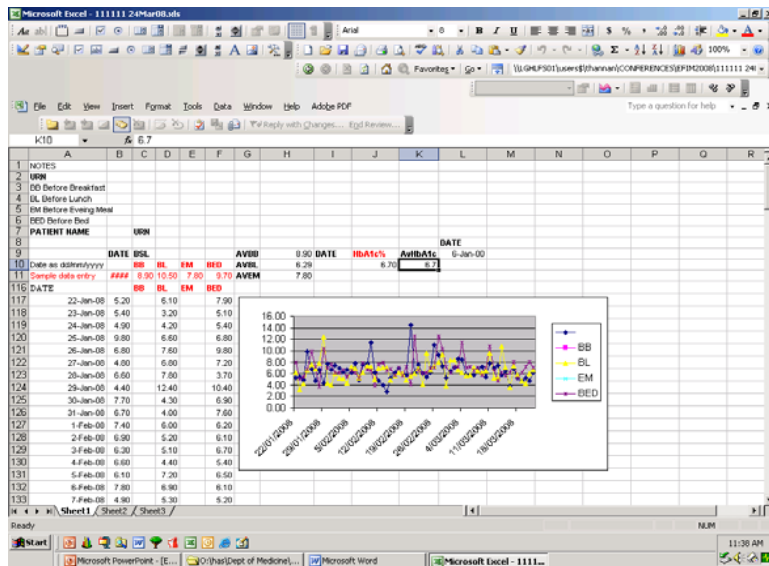 Microsoft Excel - 111111 24Mar08.xls
Arial 8 B I U
100%
Favorites Go \\LGHLFS01\users$\thannan\CONFERENCES\EFIM2008\111111 24
File Edit View Insert Format Tools Data Window Help Adobe PDF Type a question for help
Reply with Changes... End Review...
K10 fx 6.7
A B C D E F G H I J K L M N O P Q R
1 NOTES
2 URN
3 BB Before Breakfast
4 BL Before Lunch
5 EM Before Eveing Meal
6 BED Before Bed
7 PATIENT NAME URN
8 DATE
9 DATE BSL AVBB 8.90 DATE HbA1c% AvHbA1c 6-Jan-00
10 Date as dd/mm/yyyy BB BL EM BED AVBL 6.29 6.70 6.7
11 Sample data entry #### 8.90 10.50 7.80 9.70 AVEM 7.80
116 DATE BB BL EM BED
117 22-Jan-08 5.20 6.10 7.90
118 23-Jan-08 5.40 3.20 5.10
119 24-Jan-08 4.90 4.20 5.40
120 25-Jan-08 9.80 6.60 6.80
121 26-Jan-08 6.80 7.60 9.80
122 27-Jan-08 4.80 6.80 7.20
123 28-Jan-08 6.60 7.80 3.70
124 29-Jan-08 4.40 12.40 10.40
125 30-Jan-08 7.70 4.30 6.90
126 31-Jan-08 6.70 4.00 7.60
127 1-Feb-08 7.40 6.00 6.20
128 2-Feb-08 6.90 5.20 6.10
129 3-Feb-08 6.20 5.10 6.70
130 4-Feb-08 6.60 4.40 5.40
131 5-Feb-08 6.10 7.20 6.50
132 6-Feb-08 7.80 6.90 6.10
133 7-Feb-08 4.90 5.30 5.20
16.00
14.00
12.00
10.00
8.00
6.00
4.00
2.00
0.00
22/01/2008 29/01/2008 5/02/2008 12/02/2008 19/02/2008 26/02/2008 4/03/2008 11/03/2008 18/03/2008
BB
BL
EM
BED
Sheet1 / Sheet2 / Sheet3
Ready NUM
Start 11:38 AM
Microsoft PowerPoint - [E... O:\has\Dept of Medicine\... Microsoft Word Microsoft Excel - 1111...